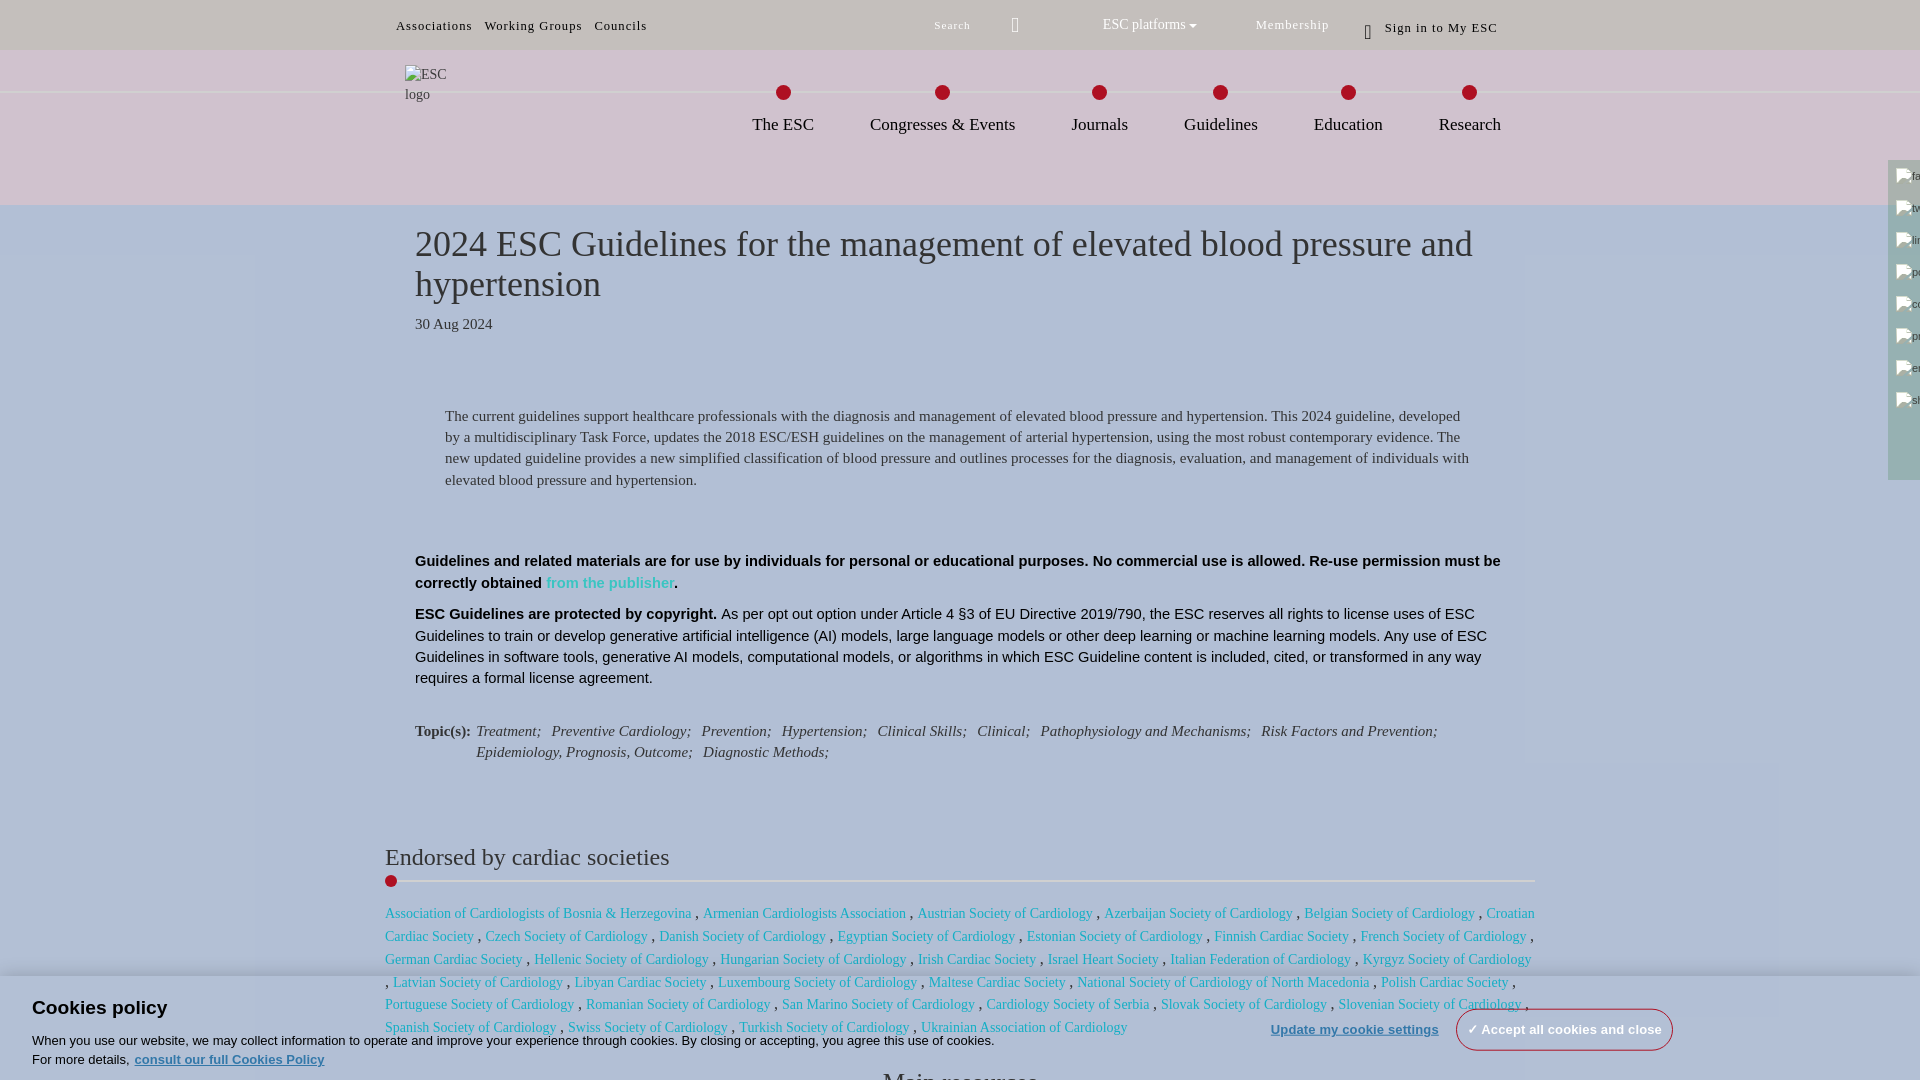 Associations Working Groups Councils Search ESC platforms Membership Sign in to My ESC
ESC
logo
The ESC Congresses & Events Journals Guidelines Education Research
fa
tw
lin
po
co
pr
em
sh
2024 ESC Guidelines for the management of elevated blood pressure and
hypertension
30 Aug 2024
The current guidelines support healthcare professionals with the diagnosis and management of elevated blood pressure and hypertension. This 2024 guideline, developed
by a multidisciplinary Task Force, updates the 2018 ESC/ESH guidelines on the management of arterial hypertension, using the most robust contemporary evidence. The
new updated guideline provides a new simplified classification of blood pressure and outlines processes for the diagnosis, evaluation, and management of individuals with
elevated blood pressure and hypertension.
Guidelines and related materials are for use by individuals for personal or educational purposes. No commercial use is allowed. Re-use permission must be
correctly obtained from the publisher.
ESC Guidelines are protected by copyright. As per opt out option under Article 4 §3 of EU Directive 2019/790, the ESC reserves all rights to license uses of ESC
Guidelines to train or develop generative artificial intelligence (AI) models, large language models or other deep learning or machine learning models. Any use of ESC
Guidelines in software tools, generative AI models, computational models, or algorithms in which ESC Guideline content is included, cited, or transformed in any way
requires a formal license agreement.
Topic(s): Treatment; Preventive Cardiology; Prevention; Hypertension; Clinical Skills; Clinical; Pathophysiology and Mechanisms; Risk Factors and Prevention;
Epidemiology, Prognosis, Outcome; Diagnostic Methods;
Endorsed by cardiac societies
Association of Cardiologists of Bosnia & Herzegovina , Armenian Cardiologists Association , Austrian Society of Cardiology , Azerbaijan Society of Cardiology , Belgian Society of Cardiology , Croatian
Cardiac Society , Czech Society of Cardiology , Danish Society of Cardiology , Egyptian Society of Cardiology , Estonian Society of Cardiology , Finnish Cardiac Society , French Society of Cardiology ,
German Cardiac Society , Hellenic Society of Cardiology , Hungarian Society of Cardiology , Irish Cardiac Society , Israel Heart Society , Italian Federation of Cardiology , Kyrgyz Society of Cardiology
, Latvian Society of Cardiology , Libyan Cardiac Society , Luxembourg Society of Cardiology , Maltese Cardiac Society , National Society of Cardiology of North Macedonia , Polish Cardiac Society ,
Portuguese Society of Cardiology , Romanian Society of Cardiology , San Marino Society of Cardiology , Cardiology Society of Serbia , Slovak Society of Cardiology , Slovenian Society of Cardiology ,
Spanish Society of Cardiology , Swiss Society of Cardiology , Turkish Society of Cardiology , Ukrainian Association of Cardiology
Cookies policy
When you use our website, we may collect information to operate and improve your experience through cookies. By closing or accepting, you agree this use of cookies.
For more details, consult our full Cookies Policy
Update my cookie settings ✓ Accept all cookies and close
Main resources